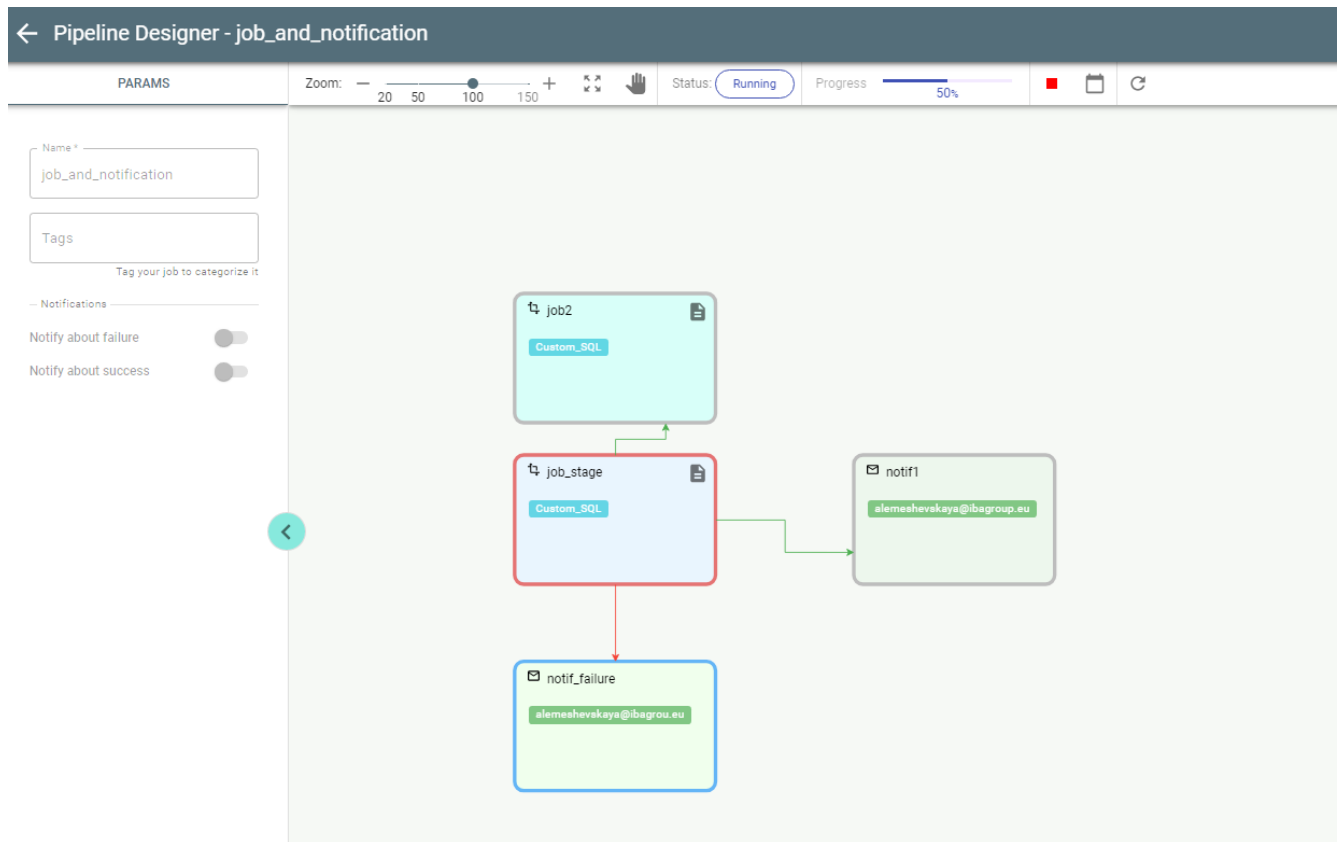 Pipeline Designer - job_and_notification
PARAMS
Zoom:
20 50 100 150
Status: Running
Progress
50%
Name *
job_and_notification
Tags
Tag your job to categorize it
Notifications
Notify about failure
Notify about success
job2
Custom_SQL
job_stage
Custom_SQL
notif1
alemeshevskaya@ibagroup.eu
notif_failure
alemeshevskaya@ibagrou.eu